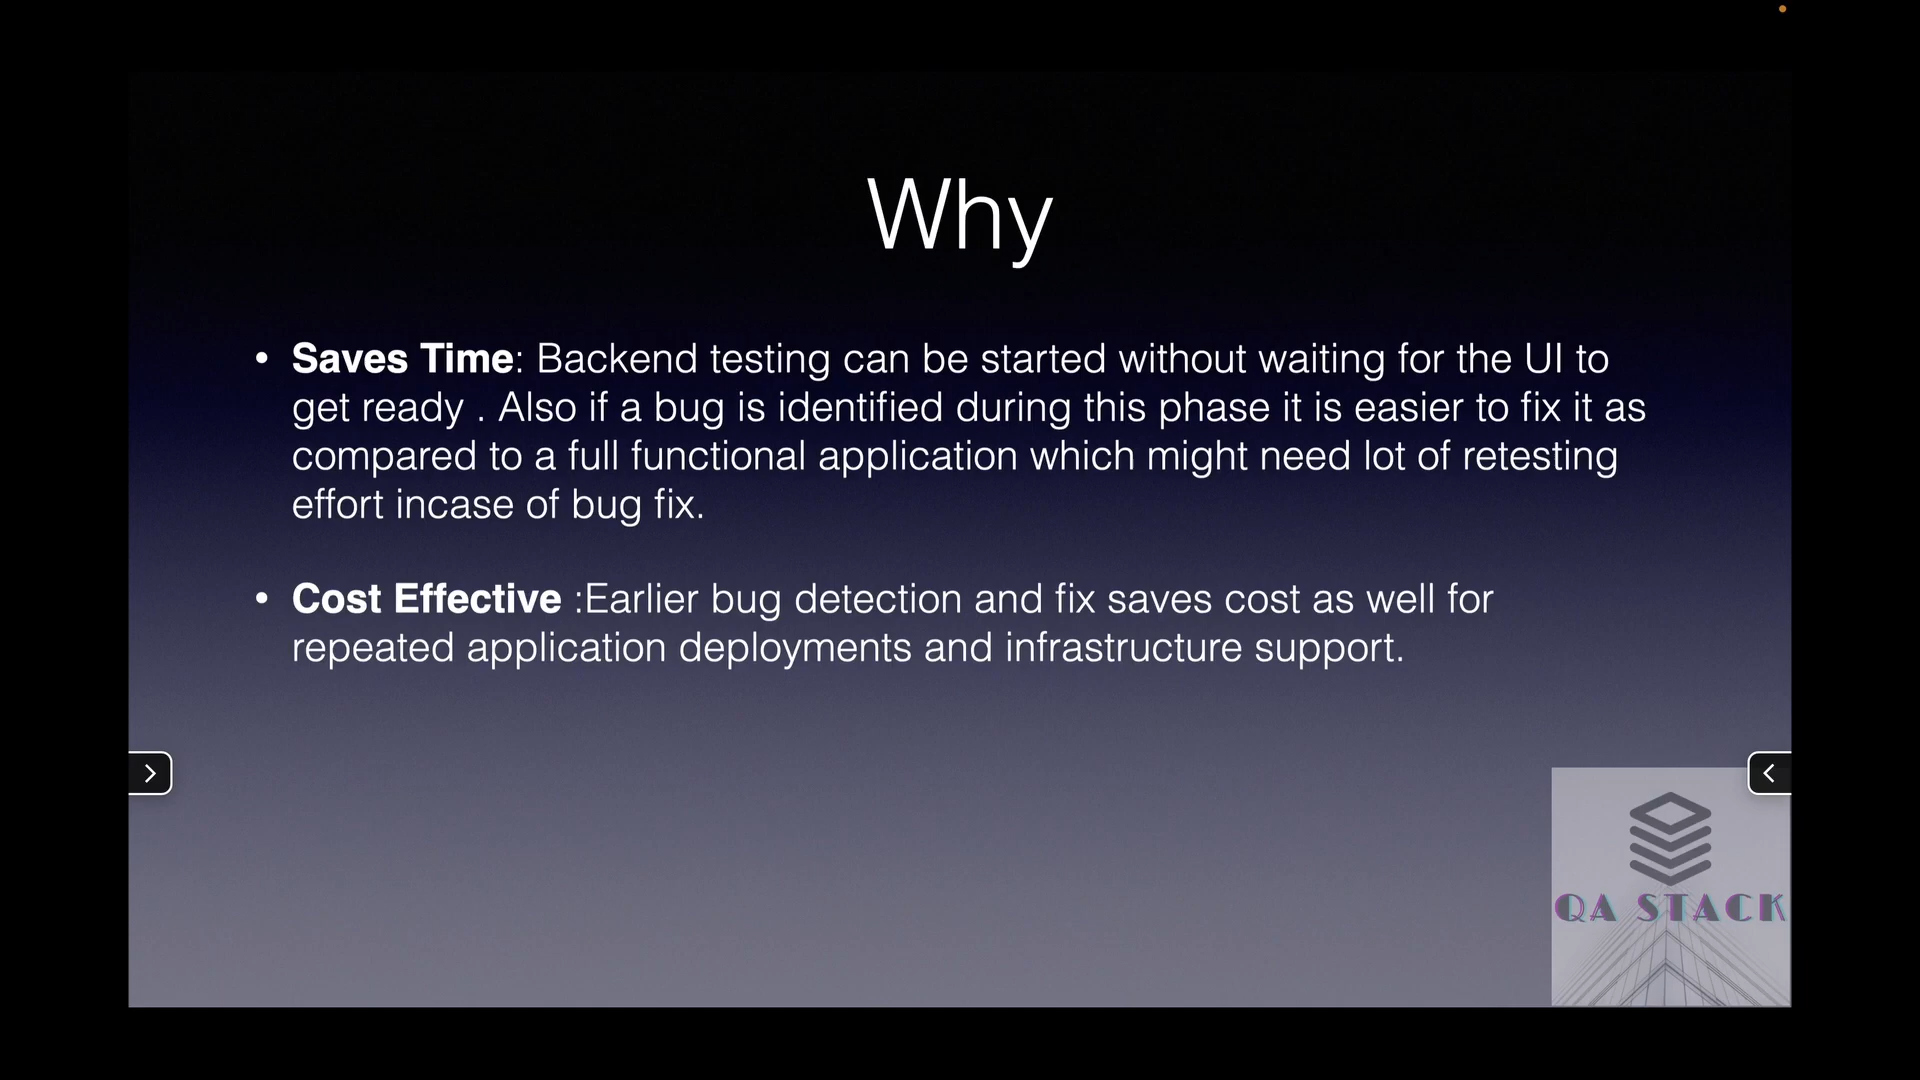 Why
• Saves Time: Backend testing can be started without waiting for the UI to
get ready . Also if a bug is identified during this phase it is easier to fix it as
compared to a full functional application which might need lot of retesting
effort incase of bug fix.
• Cost Effective :Earlier bug detection and fix saves cost as well for
repeated application deployments and infrastructure support.
QA STACK